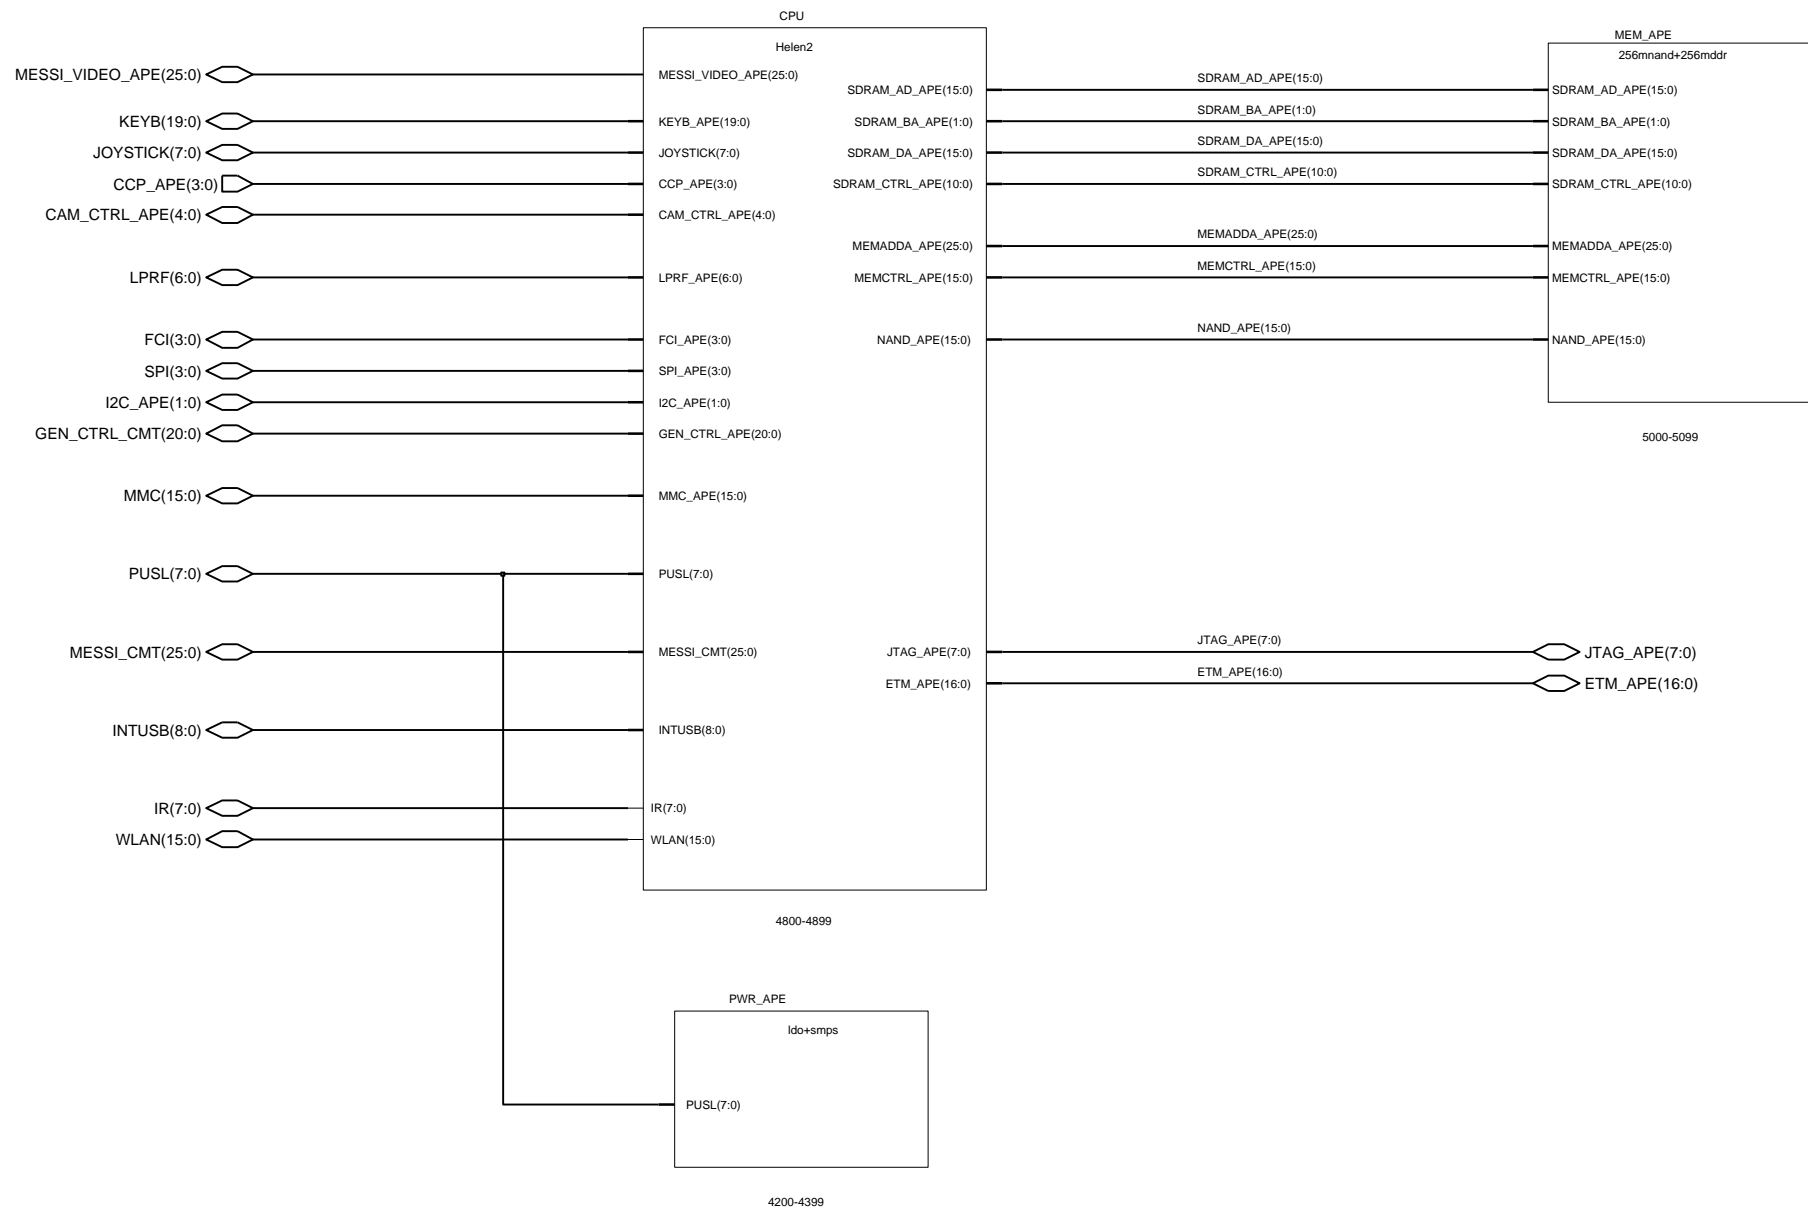 CPU
Helen2
MEM_APE
256mnand+256mddr
MESSI_VIDEO_APE(25:0)
MESSI_VIDEO_APE(25:0)
SDRAM_AD_APE(15:0)
SDRAM_AD_APE(15:0)
SDRAM_AD_APE(15:0)
KEYB(19:0)
KEYB_APE(19:0)
SDRAM_BA_APE(1:0)
SDRAM_BA_APE(1:0)
SDRAM_BA_APE(1:0)
JOYSTICK(7:0)
JOYSTICK(7:0)
SDRAM_DA_APE(15:0)
SDRAM_DA_APE(15:0)
SDRAM_DA_APE(15:0)
CCP_APE(3:0)
CCP_APE(3:0)
SDRAM_CTRL_APE(10:0)
SDRAM_CTRL_APE(10:0)
SDRAM_CTRL_APE(10:0)
CAM_CTRL_APE(4:0)
CAM_CTRL_APE(4:0)
MEMADDA_APE(25:0)
MEMADDA_APE(25:0)
MEMADDA_APE(25:0)
LPRF(6:0)
LPRF_APE(6:0)
MEMCTRL_APE(15:0)
MEMCTRL_APE(15:0)
MEMCTRL_APE(15:0)
FCI(3:0)
FCI_APE(3:0)
NAND_APE(15:0)
NAND_APE(15:0)
NAND_APE(15:0)
SPI(3:0)
SPI_APE(3:0)
I2C_APE(1:0)
I2C_APE(1:0)
GEN_CTRL_CMT(20:0)
GEN_CTRL_APE(20:0)
5000-5099
MMC(15:0)
MMC_APE(15:0)
PUSL(7:0)
PUSL(7:0)
MESSI_CMT(25:0)
MESSI_CMT(25:0)
JTAG_APE(7:0)
JTAG_APE(7:0)
JTAG_APE(7:0)
ETM_APE(16:0)
ETM_APE(16:0)
ETM_APE(16:0)
INTUSB(8:0)
INTUSB(8:0)
IR(7:0)
IR(7:0)
WLAN(15:0)
WLAN(15:0)
4800-4899
PWR_APE
ldo+smps
PUSL(7:0)
4200-4399